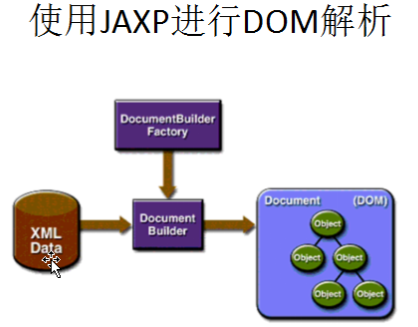 使用JAXP进行DOM解析
DocumentBuilder
Factory
XML
Data
Document
Builder
Document (DOM)
Object
Object
Object
Object
Object